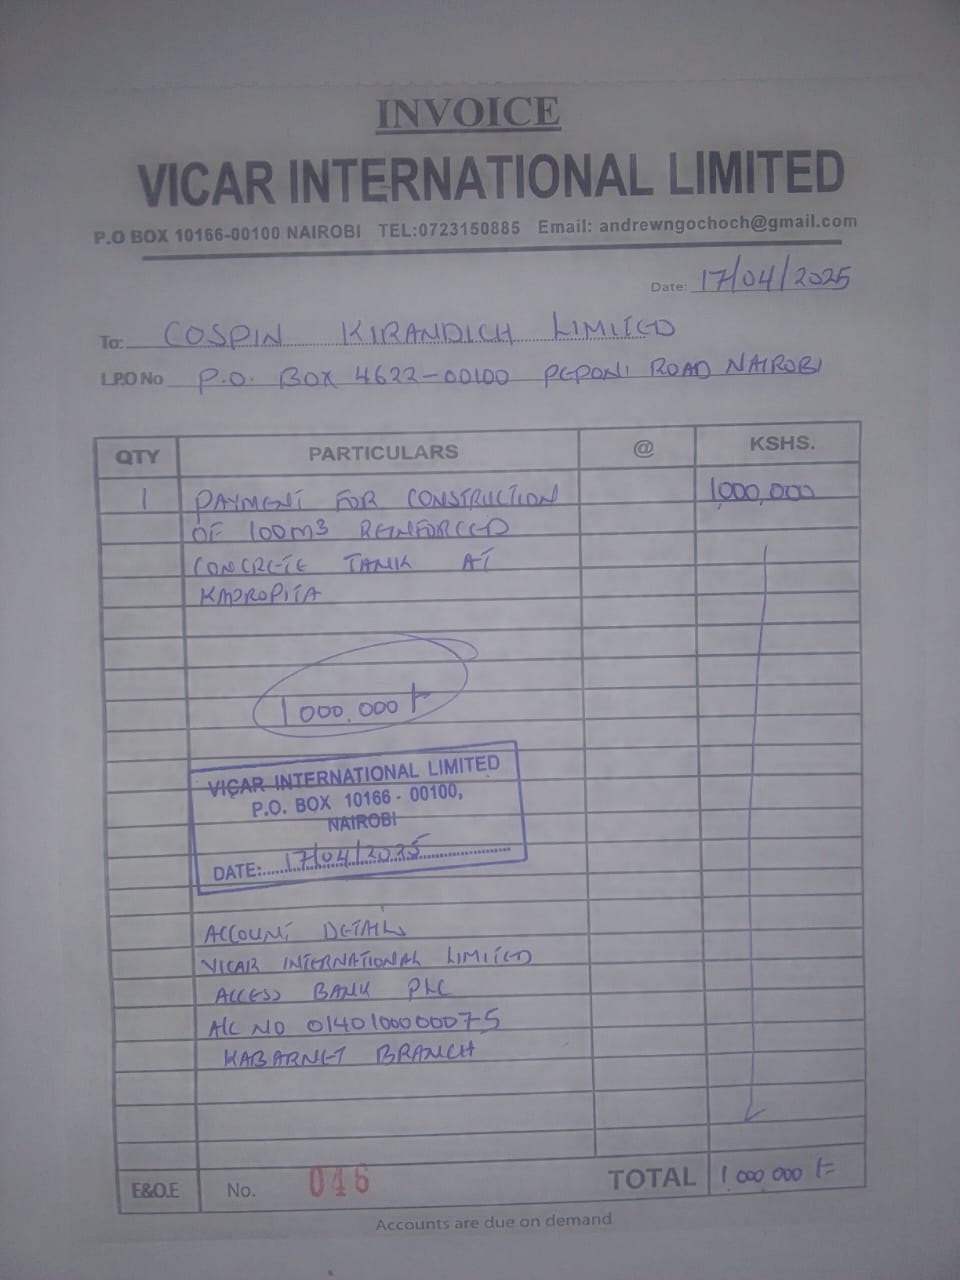 INVOICE
VICAR INTERNATIONAL LIMITED
P.O BOX 10166-00100 NAIROBI TEL:0723150885 Email: andrewngochoch@gmail.com
Date: 17/04/2025
To: COSPIN KIRANDICH LIMITED
L.P.O No P.O. BOX 4622-00100 PEPONI ROAD NAIROBI
QTY PARTICULARS @ KSHS.
1 PAYMENT FOR CONSTRUCTION 1,000,000
OF 100M3 REINFORCED
CONCRETE TANK AT
KADROPITA
1000,000/-
VICAR INTERNATIONAL LIMITED
P.O. BOX 10166 - 00100,
NAIROBI
DATE: 17/04/2025
ACCOUNT DETAILS
VICAR INTERNATIONAL LIMITED
ACCESS BANK PLC
A/C NO 0140100000075
KABARNET BRANCH
E&O.E No. 046 TOTAL 1 000 000/=
Accounts are due on demand